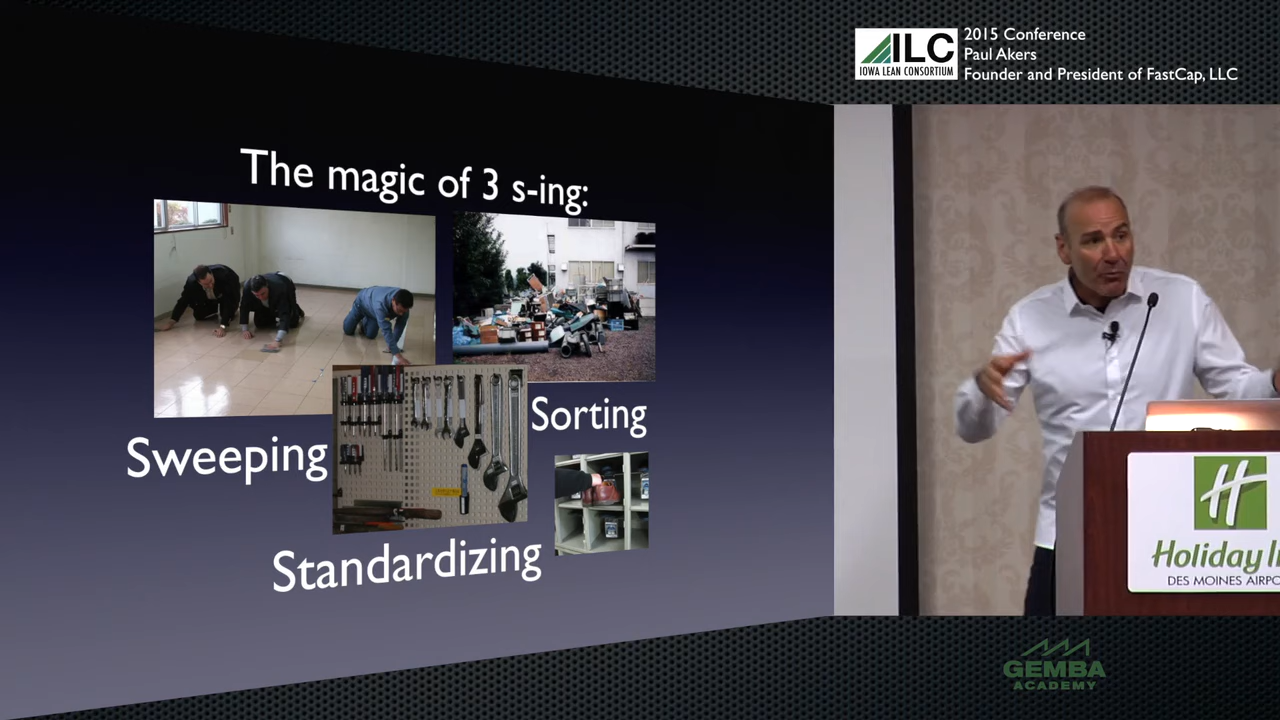 ILC
IOWA LEAN CONSORTIUM
2015 Conference
Paul Akers
Founder and President of FastCap, LLC
The magic of 3 s-ing:
Sweeping
Sorting
Standardizing
H
Holiday In
DES MOINES AIRPO
GEMBA
ACADEMY